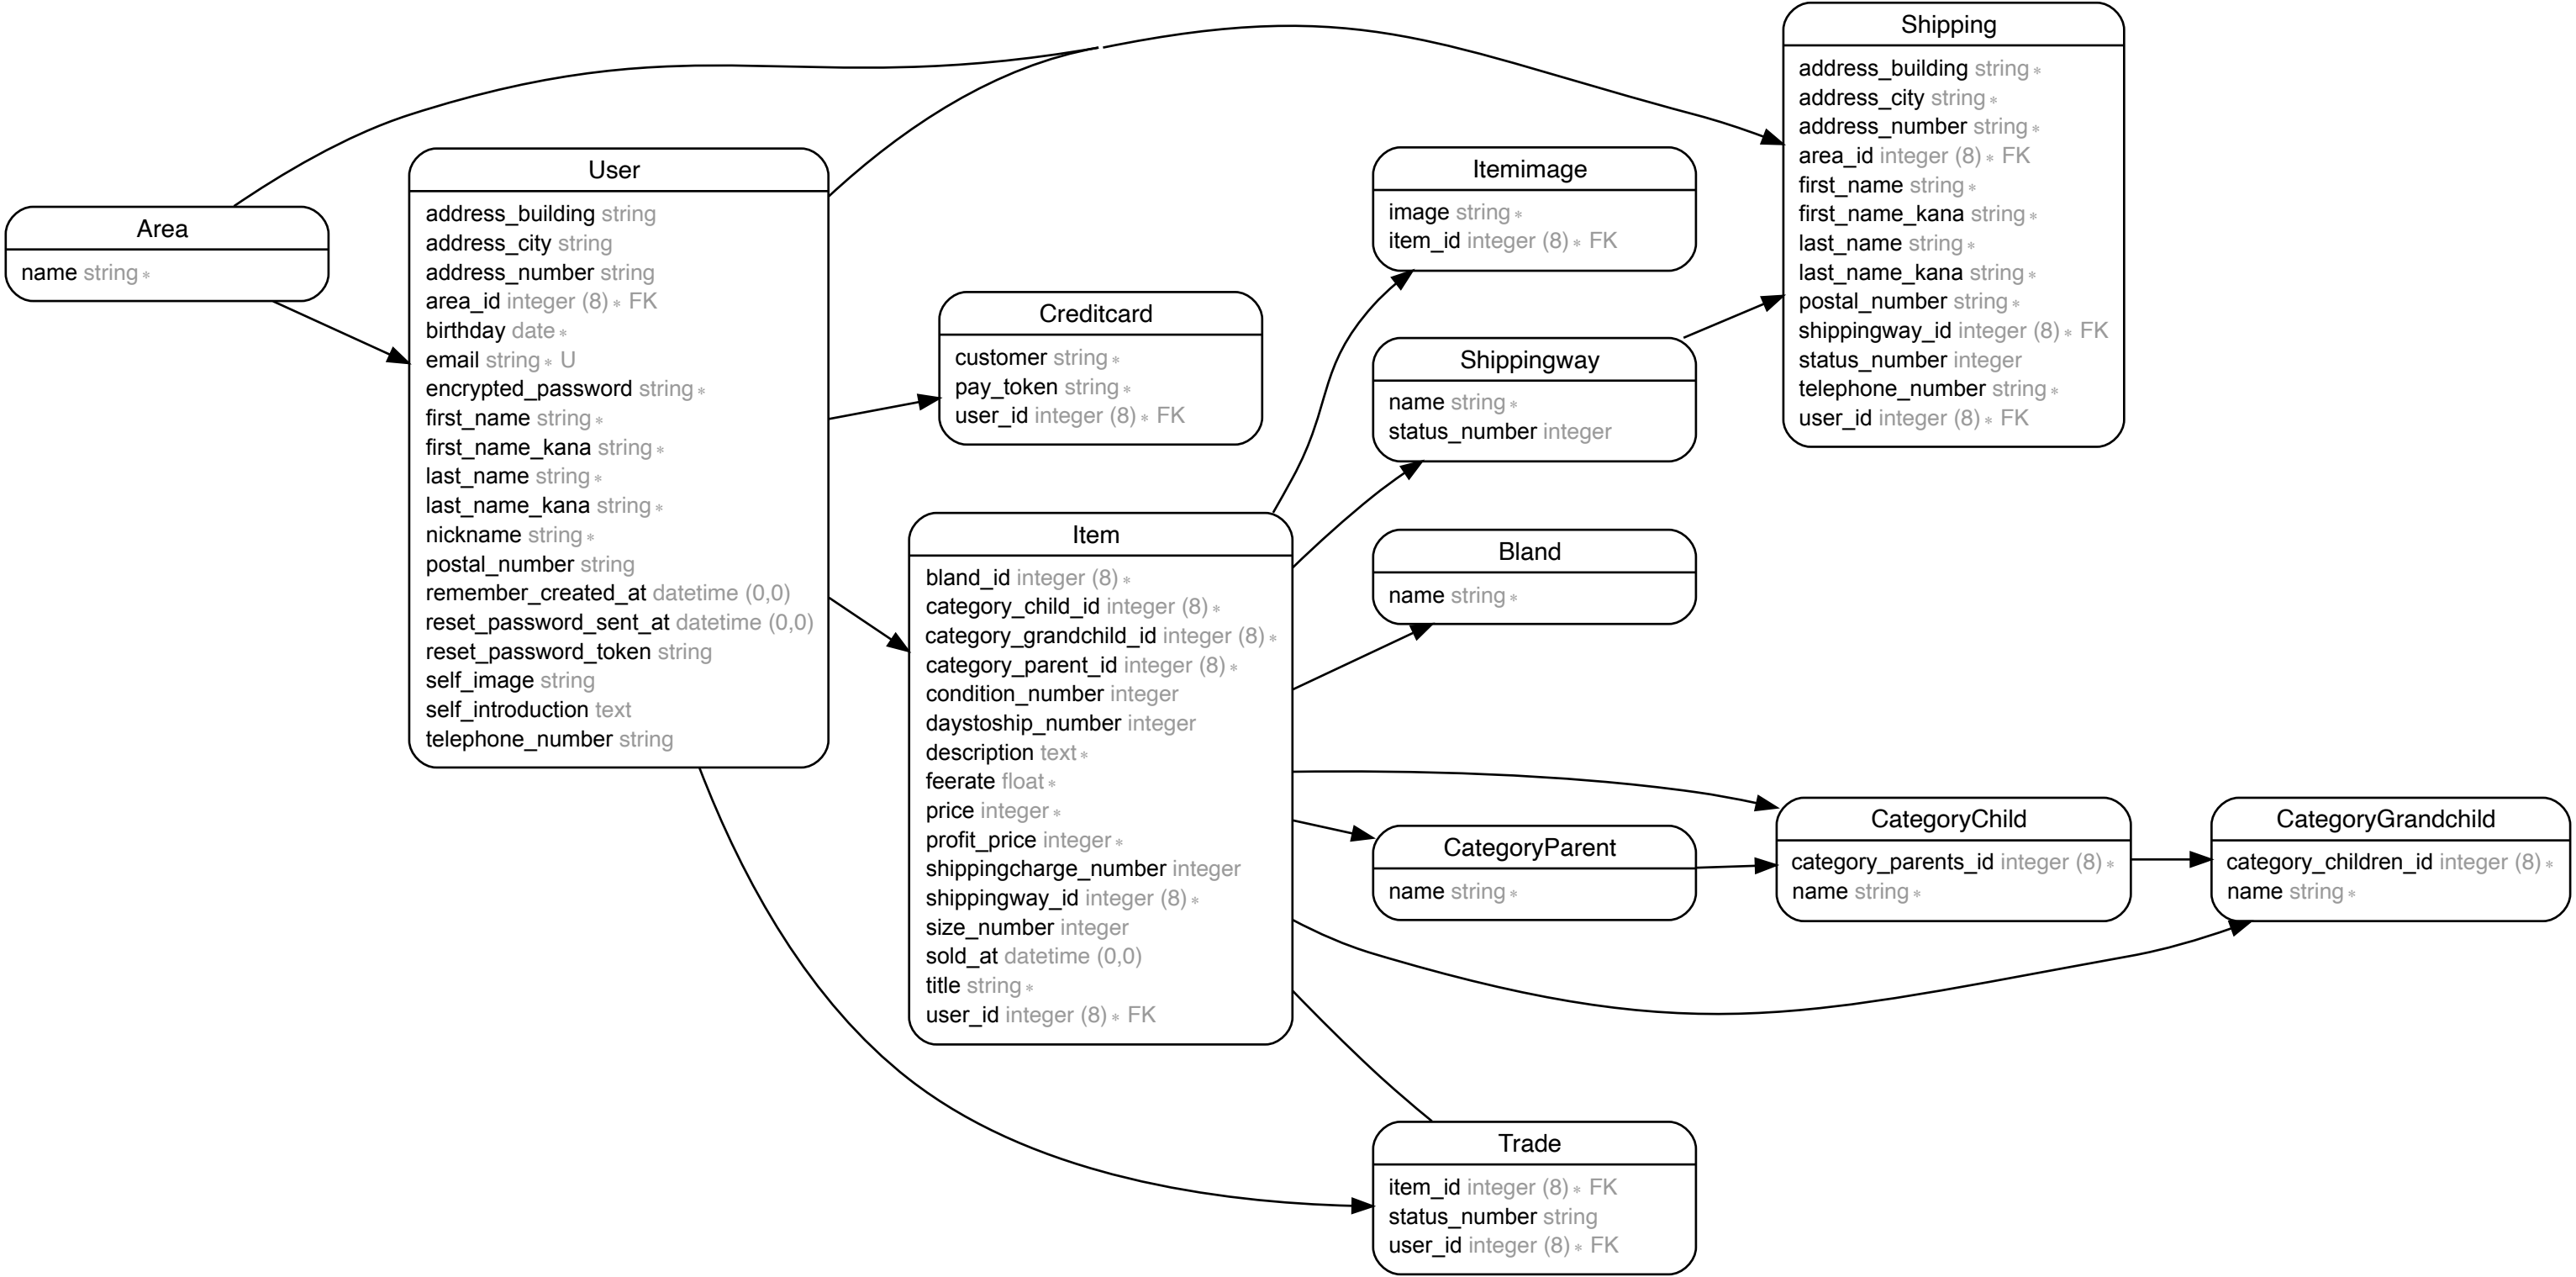 Area
name string *
User
address_building string
address_city string
address_number string
area_id integer (8) * FK
birthday date *
email string * U
encrypted_password string *
first_name string *
first_name_kana string *
last_name string *
last_name_kana string *
nickname string *
postal_number string
remember_created_at datetime (0,0)
reset_password_sent_at datetime (0,0)
reset_password_token string
self_image string
self_introduction text
telephone_number string
Creditcard
customer string *
pay_token string *
user_id integer (8) * FK
Item
bland_id integer (8) *
category_child_id integer (8) *
category_grandchild_id integer (8) *
category_parent_id integer (8) *
condition_number integer
daystoship_number integer
description text *
feerate float *
price integer *
profit_price integer *
shippingcharge_number integer
shippingway_id integer (8) *
size_number integer
sold_at datetime (0,0)
title string *
user_id integer (8) * FK
Itemimage
image string *
item_id integer (8) * FK
Shippingway
name string *
status_number integer
Bland
name string *
CategoryParent
name string *
Trade
item_id integer (8) * FK
status_number string
user_id integer (8) * FK
Shipping
address_building string *
address_city string *
address_number string *
area_id integer (8) * FK
first_name string *
first_name_kana string *
last_name string *
last_name_kana string *
postal_number string *
shippingway_id integer (8) * FK
status_number integer
telephone_number string *
user_id integer (8) * FK
CategoryChild
category_parents_id integer (8) *
name string *
CategoryGrandchild
category_children_id integer (8) *
name string *